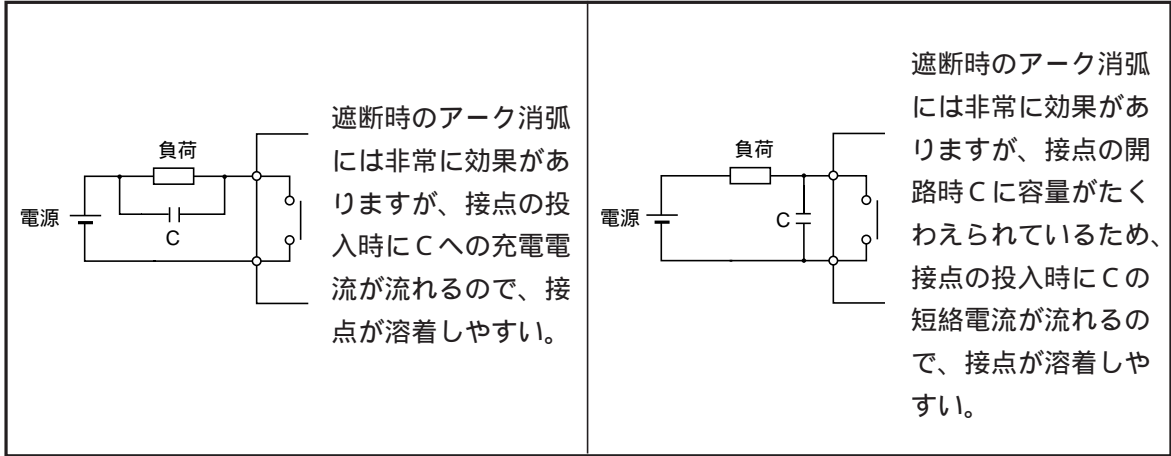 負荷
電源
C
遮断時のアーク消弧
には非常に効果があ
りますが、接点の投
入時にCへの充電電
流が流れるので、接
点が溶着しやすい。
負荷
電源
C
遮断時のアーク消弧
には非常に効果があ
りますが、接点の開
路時Cに容量がたく
わえられているため、
接点の投入時にCの
短絡電流が流れるの
で、接点が溶着しや
すい。